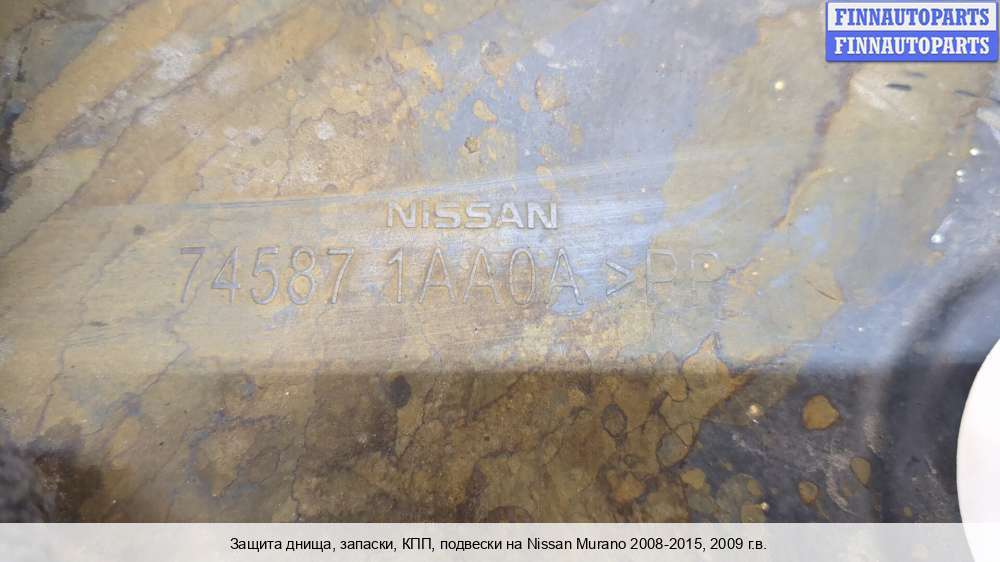 FINNAUTOPARTS
FINNAUTOPARTS
NISSAN
74587 1AA0A >PP
Защита днища, запаски, КПП, подвески на Nissan Murano 2008-2015, 2009 г.в.